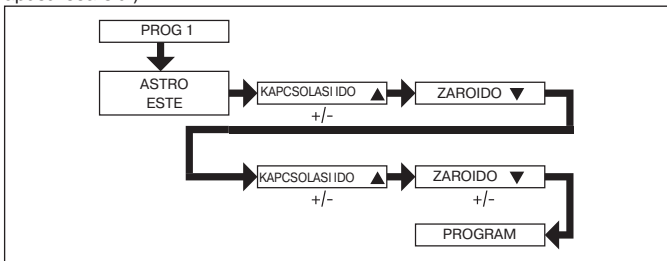 PROG 1
ASTRO
ESTE
KAPCSOLASI IDO ▲
ZAROIDO ▼
+/-
KAPCSOLASI IDO ▲
ZAROIDO ▼
+/-
+/-
PROGRAM